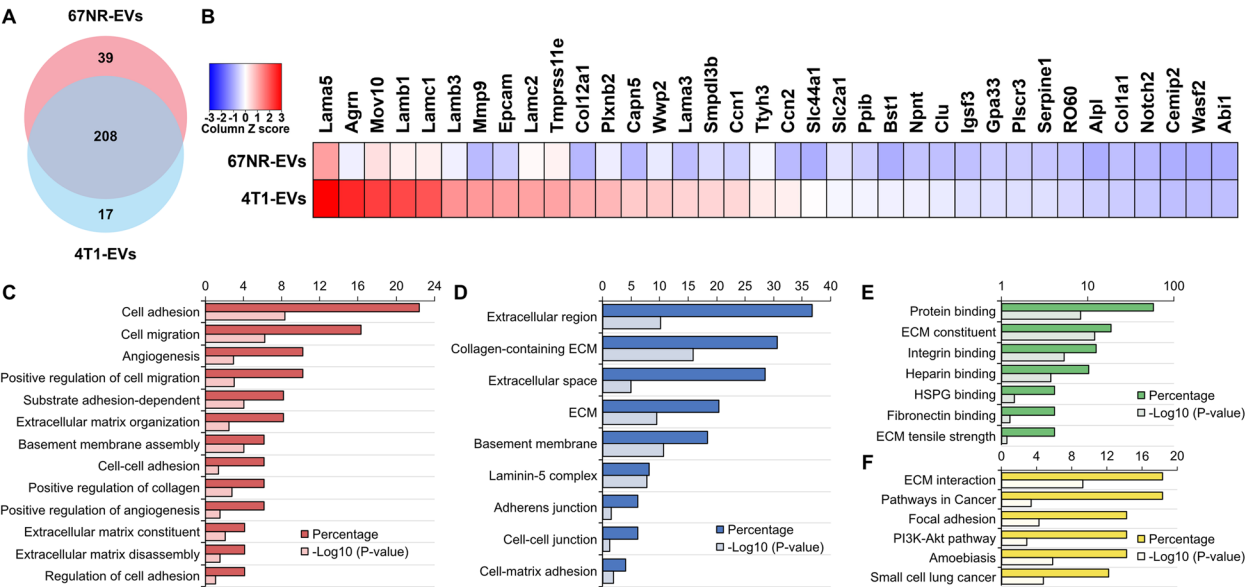 A
67NR-EVs
39
208
17
4T1-EVs
B
-3 -2 -1 0 1 2 3
Column Z score
Lama5
Agrn
Mov10
Lamb1
Lamc1
Lamb3
Mmp9
Epcam
Lamc2
Tmprss11e
Col12a1
Plxnb2
Capn5
Wwp2
Lama3
Smpdl3b
Ccn1
Ttyh3
Ccn2
Slc44a1
Slc2a1
Ppib
Bst1
Npnt
Clu
Igsf3
Gpa33
Plscr3
Serpine1
RO60
Alpl
Col1a1
Notch2
Cemip2
Wasf2
Abi1
67NR-EVs
4T1-EVs
C
0 4 8 12 16 20 24
Cell adhesion
Cell migration
Angiogenesis
Positive regulation of cell migration
Substrate adhesion-dependent
Extracellular matrix organization
Basement membrane assembly
Cell-cell adhesion
Positive regulation of collagen
Positive regulation of angiogenesis
Extracellular matrix constituent
Extracellular matrix disassembly
Regulation of cell adhesion
Percentage
-Log10 (P-value)
D
0 5 10 15 20 25 30 35 40
Extracellular region
Collagen-containing ECM
Extracellular space
ECM
Basement membrane
Laminin-5 complex
Adherens junction
Cell-cell junction
Cell-matrix adhesion
Percentage
-Log10 (P-value)
E
1 10 100
Protein binding
ECM constituent
Integrin binding
Heparin binding
HSPG binding
Fibronectin binding
ECM tensile strength
Percentage
-Log10 (P-value)
F
0 4 8 12 16 20
ECM interaction
Pathways in Cancer
Focal adhesion
PI3K-Akt pathway
Amoebiasis
Small cell lung cancer
Percentage
-Log10 (P-value)